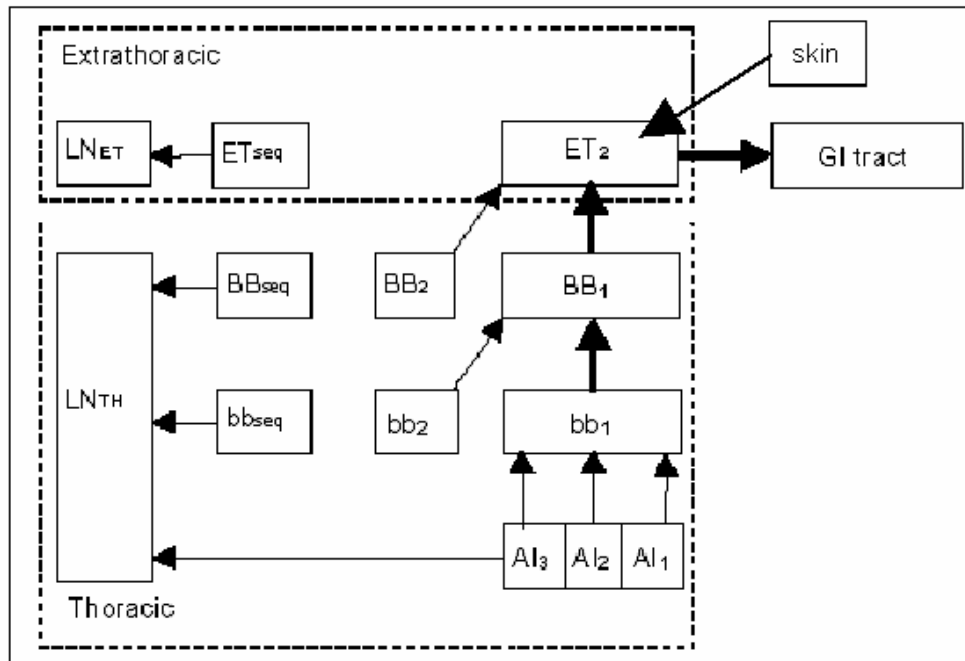 Extrathoracic
skin
LNET
ETseq
ET2
GI tract
BBseq
BB2
BB1
LNTH
bbseq
bb2
bb1
AI3
AI2
AI1
Thoracic